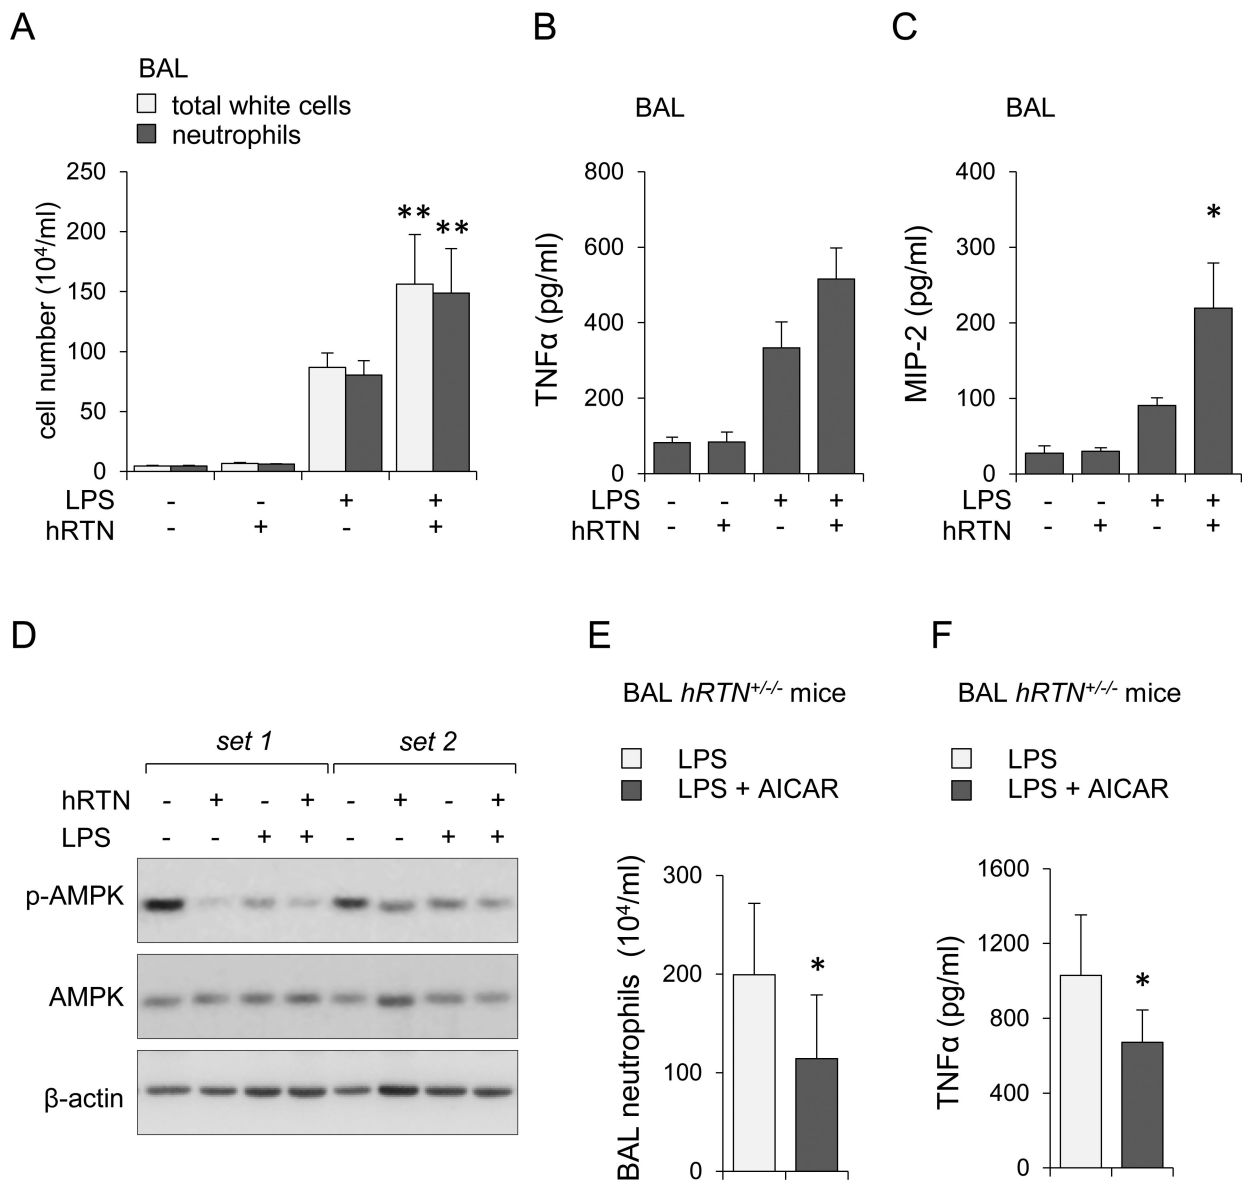 A
BAL
total white cells
neutrophils
cell number (10⁴/ml)
250
200
150
100
50
0
** **
LPS - - + +
hRTN - + - +
B
BAL
TNFα (pg/ml)
800
600
400
200
0
LPS - - + +
hRTN - + - +
C
BAL
MIP-2 (pg/ml)
400
300
200
100
0
*
LPS - - + +
hRTN - + - +
D
set 1 set 2
hRTN - + - + - + - +
LPS - - + + - - + +
p-AMPK
AMPK
β-actin
E
BAL hRTN⁺/⁻/⁻ mice
LPS
LPS + AICAR
BAL neutrophils (10⁴/ml)
300
200
100
0
*
F
BAL hRTN⁺/⁻/⁻ mice
LPS
LPS + AICAR
TNFα (pg/ml)
1600
1200
800
400
0
*